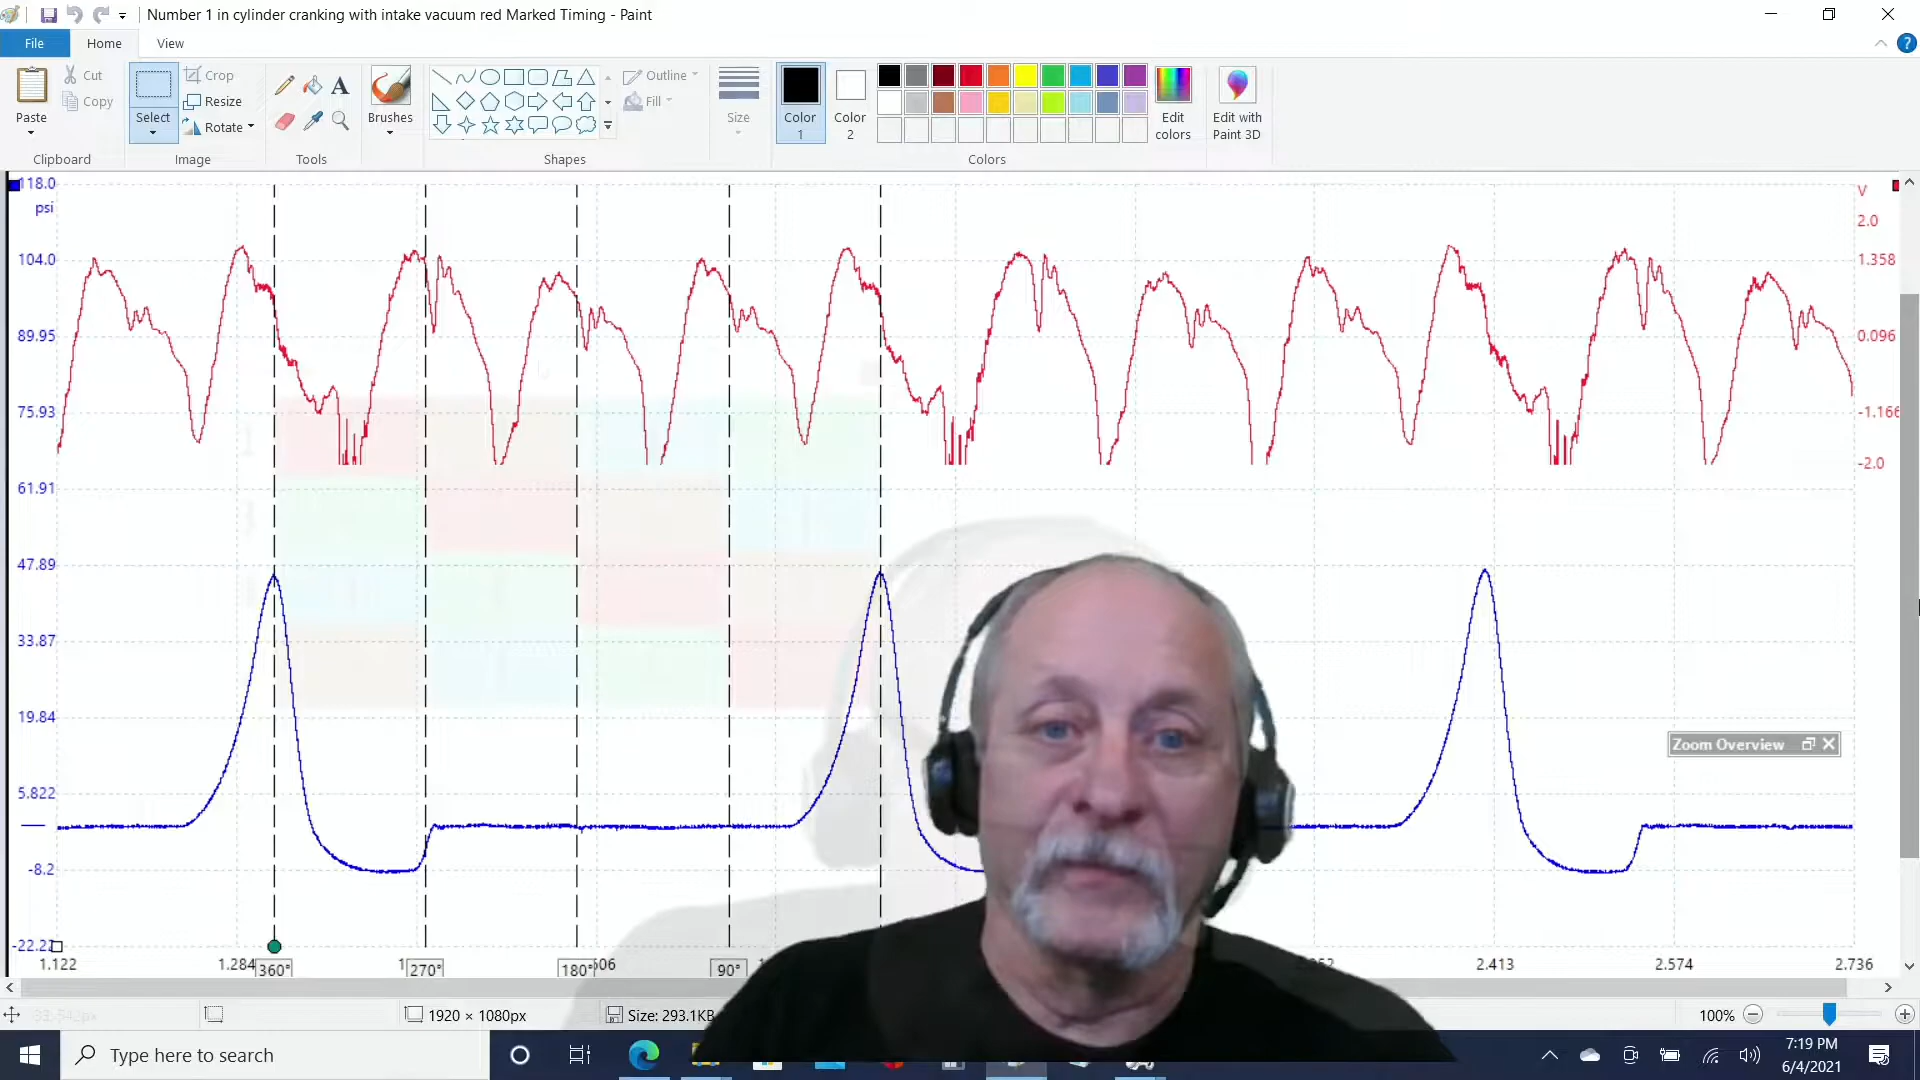 Number 1 in cylinder cranking with intake vacuum red Marked Timing - Paint
File Home View
Paste
Cut
Copy
Clipboard
Select
Crop
Resize
Rotate
Image
A
Tools
Brushes
Outline
Fill
Shapes
Size
Color 1
Color 2
Edit colors
Colors
Edit with Paint 3D
118.0
psi
104.0
89.95
75.93
61.91
47.89
33.87
19.84
5.822
-8.2
-22.22
V
2.0
1.358
0.096
-1.166
-2.0
Zoom Overview
1.122
1.284
360°
270°
180°
90°
2.413
2.574
2.736
1920 × 1080px
Size: 293.1KB
100%
Type here to search
7:19 PM
6/4/2021